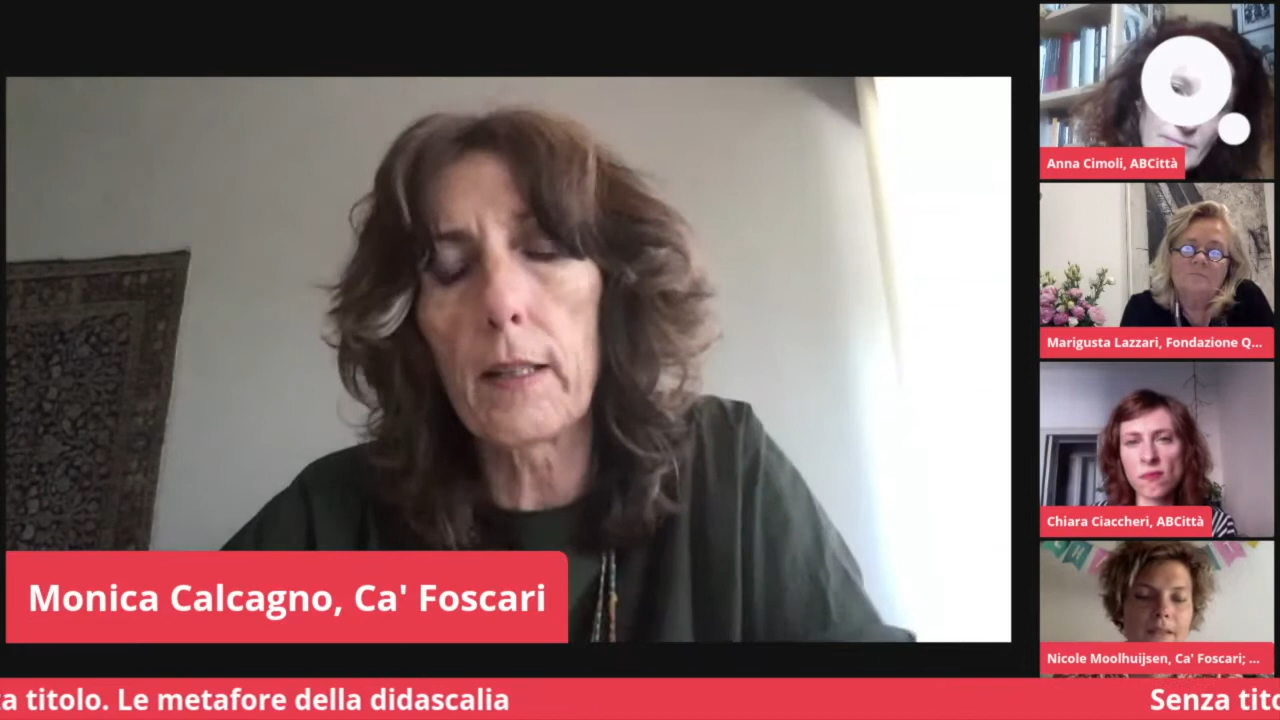 Anna Cimoli, ABCittà
Marigusta Lazzari, Fondazione Q...
Chiara Ciaccheri, ABCittà
Monica Calcagno, Ca' Foscari
Nicole Moolhuijsen, Ca' Foscari; ...
za titolo. Le metafore della didascalia
Senza tito